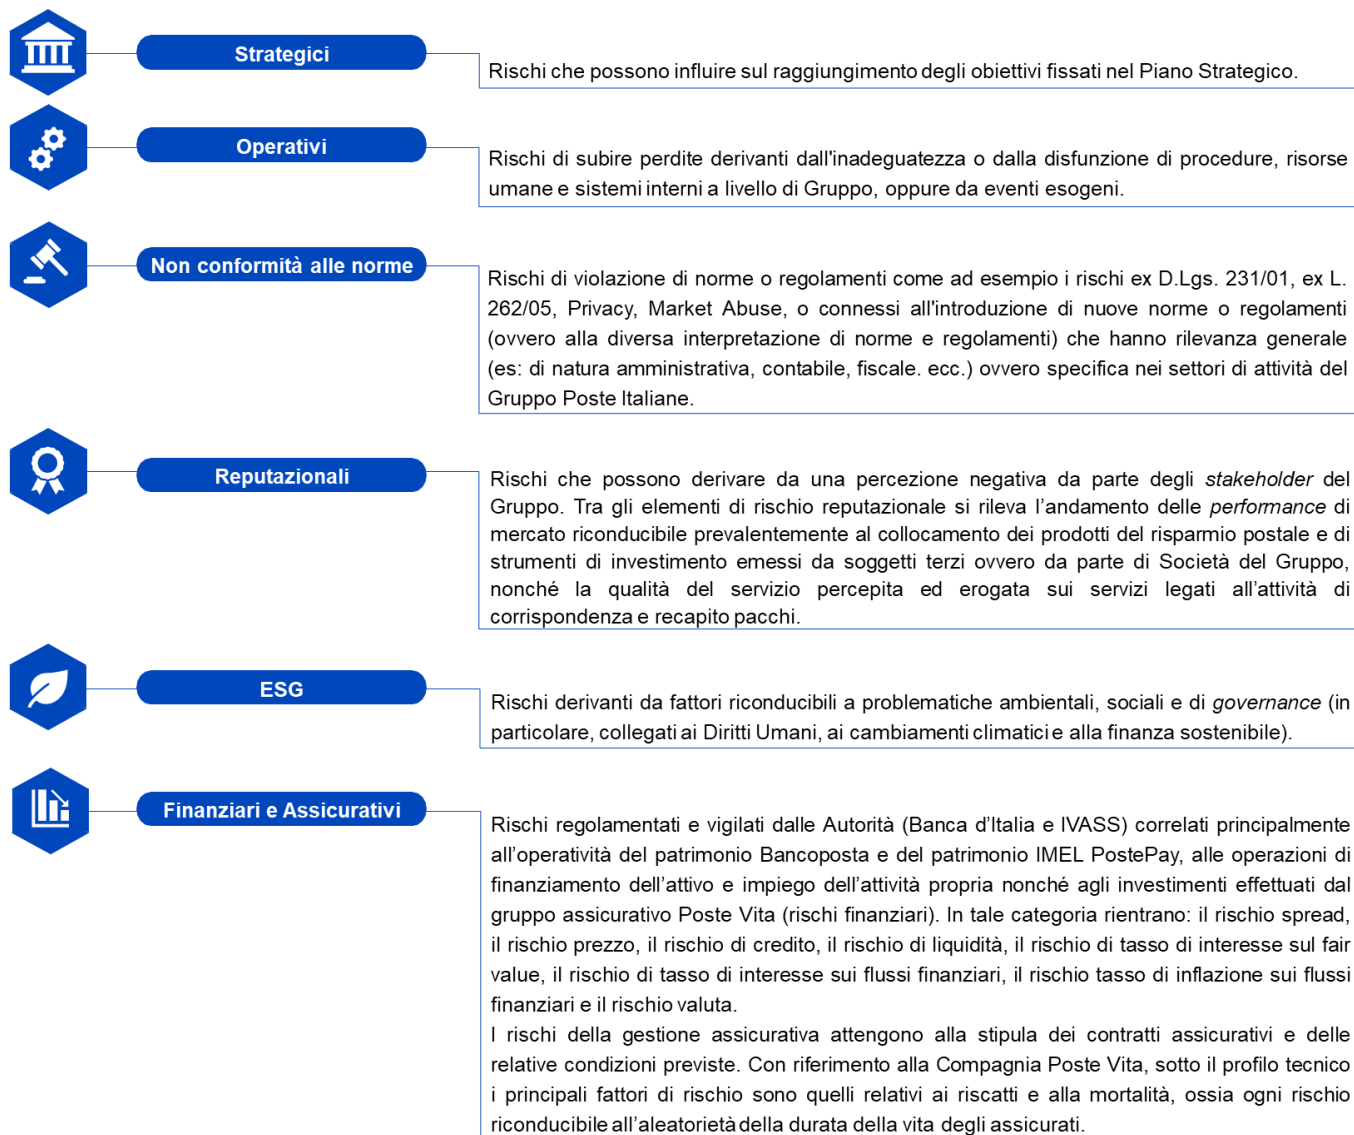 Strategici
Rischi che possono influire sul raggiungimento degli obiettivi fissati nel Piano Strategico.
Operativi
Rischi di subire perdite derivanti dall'inadeguatezza o dalla disfunzione di procedure, risorse
umane e sistemi interni a livello di Gruppo, oppure da eventi esogeni.
Non conformità alle norme
Rischi di violazione di norme o regolamenti come ad esempio i rischi ex D.Lgs. 231/01, ex L.
262/05, Privacy, Market Abuse, o connessi all'introduzione di nuove norme o regolamenti
(ovvero alla diversa interpretazione di norme e regolamenti) che hanno rilevanza generale
(es: di natura amministrativa, contabile, fiscale. ecc.) ovvero specifica nei settori di attività del
Gruppo Poste Italiane.
Reputazionali
Rischi che possono derivare da una percezione negativa da parte degli stakeholder del
Gruppo. Tra gli elementi di rischio reputazionale si rileva l’andamento delle performance di
mercato riconducibile prevalentemente al collocamento dei prodotti del risparmio postale e di
strumenti di investimento emessi da soggetti terzi ovvero da parte di Società del Gruppo,
nonché la qualità del servizio percepita ed erogata sui servizi legati all’attività di
corrispondenza e recapito pacchi.
ESG
Rischi derivanti da fattori riconducibili a problematiche ambientali, sociali e di governance (in
particolare, collegati ai Diritti Umani, ai cambiamenti climatici e alla finanza sostenibile).
Finanziari e Assicurativi
Rischi regolamentati e vigilati dalle Autorità (Banca d’Italia e IVASS) correlati principalmente
all’operatività del patrimonio Bancoposta e del patrimonio IMEL PostePay, alle operazioni di
finanziamento dell’attivo e impiego dell’attività propria nonché agli investimenti effettuati dal
gruppo assicurativo Poste Vita (rischi finanziari). In tale categoria rientrano: il rischio spread,
il rischio prezzo, il rischio di credito, il rischio di liquidità, il rischio di tasso di interesse sul fair
value, il rischio di tasso di interesse sui flussi finanziari, il rischio tasso di inflazione sui flussi
finanziari e il rischio valuta.
I rischi della gestione assicurativa attengono alla stipula dei contratti assicurativi e delle
relative condizioni previste. Con riferimento alla Compagnia Poste Vita, sotto il profilo tecnico
i principali fattori di rischio sono quelli relativi ai riscatti e alla mortalità, ossia ogni rischio
riconducibile all’aleatorietà della durata della vita degli assicurati.